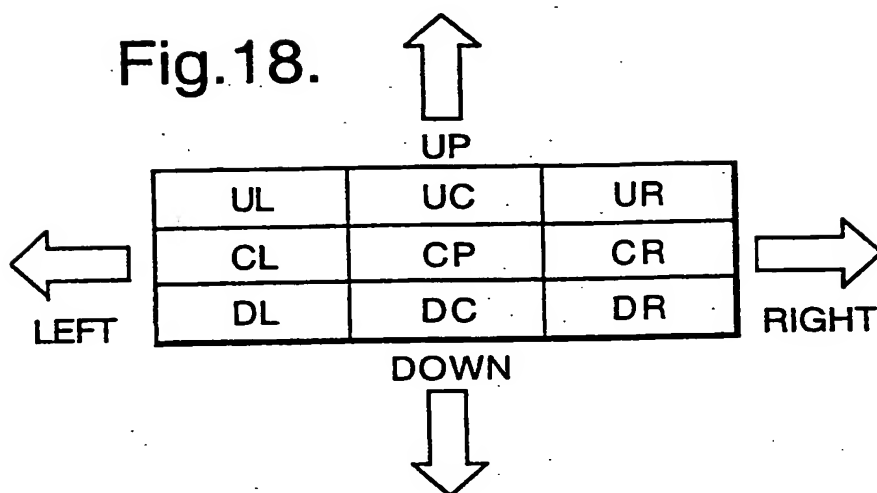 Fig.18.
UP
UL UC UR
CL CP CR
DL DC DR
LEFT RIGHT
DOWN